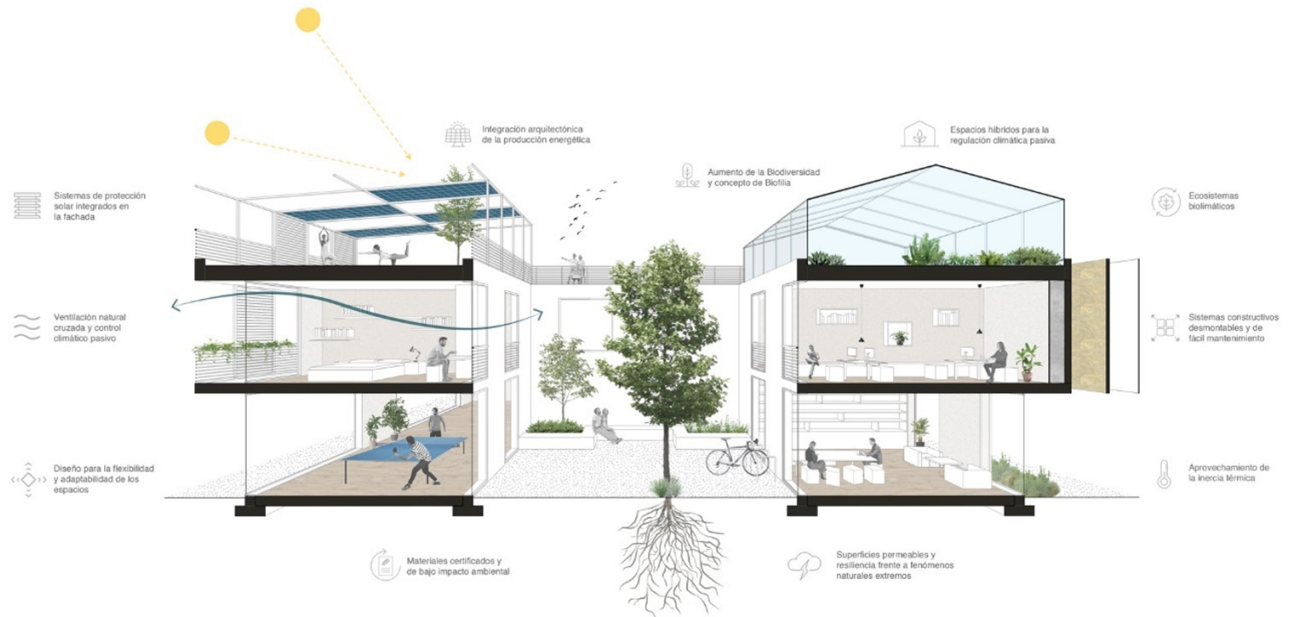 Integración arquitectónica
de la producción energética
Espacios híbridos para la
regulación climática pasiva
Aumento de la Biodiversidad
y concepto de Biofilia
Sistemas de protección
solar integrados en
la fachada
Ecosistemas
biolimáticos
Ventilación natural
cruzada y control
climático pasivo
Sistemas constructivos
desmontables y de
fácil mantenimiento
Diseño para la flexibilidad
y adaptabilidad de los
espacios
Aprovechamiento de
la inercia térmica
Materiales certificados y
de bajo impacto ambiental
Superficies permeables y
resiliencia frente a fenómenos
naturales extremos